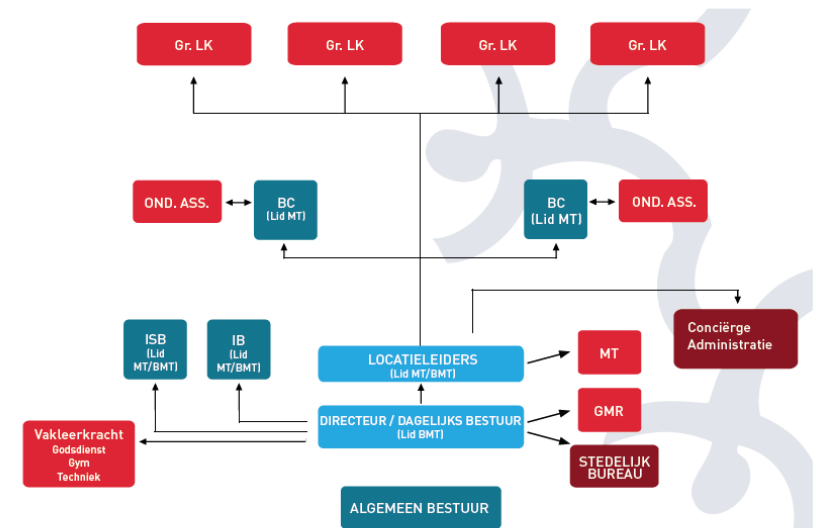 Gr. LK
Gr. LK
Gr. LK
Gr. LK
OND. ASS.
BC
(Lid MT)
BC
(Lid MT)
OND. ASS.
ISB
(Lid
MT/BMT)
IB
(Lid
MT/BMT)
LOCATIELEIDERS
(Lid MT/BMT)
MT
Conciërge
Administratie
DIRECTEUR / DAGELIJKS BESTUUR
(Lid BMT)
GMR
Vakleerkracht
Godsdienst
Gym
Techniek
STEDELIJK
BUREAU
ALGEMEEN BESTUUR